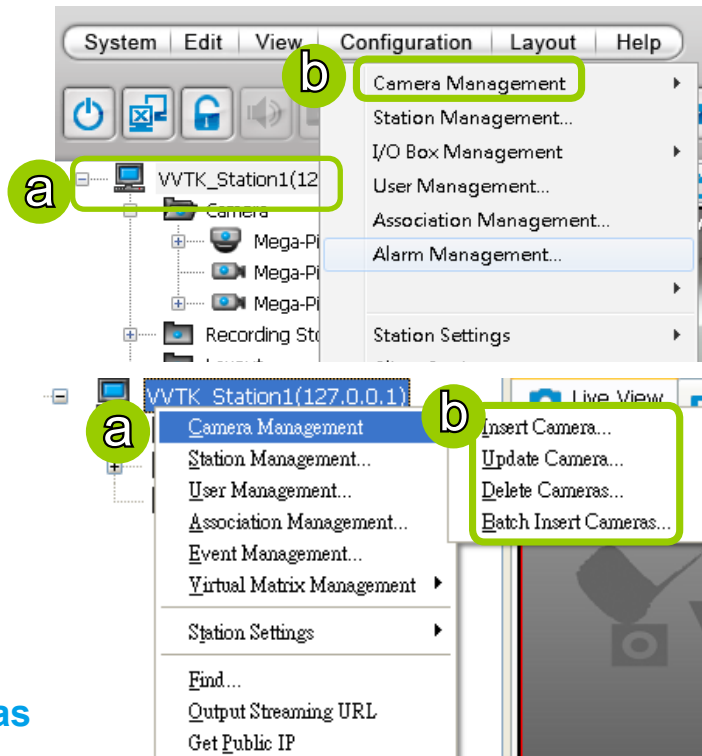 System Edit View Configuration Layout Help
b
Camera Management
Station Management...
I/O Box Management
a
VVTK_Station1(12
User Management...
Camera
Association Management...
Mega-Pi
Alarm Management...
Mega-Pi
Mega-Pi
Recording Sto
Station Settings
VVTK_Station1(127.0.0.1)
Live View
a
b
Camera Management
Insert Camera...
Station Management...
Update Camera...
User Management...
Delete Cameras...
Association Management...
Batch Insert Cameras...
Event Management...
Virtual Matrix Management
Station Settings
Find...
as
Output Streaming URL
Get Public IP